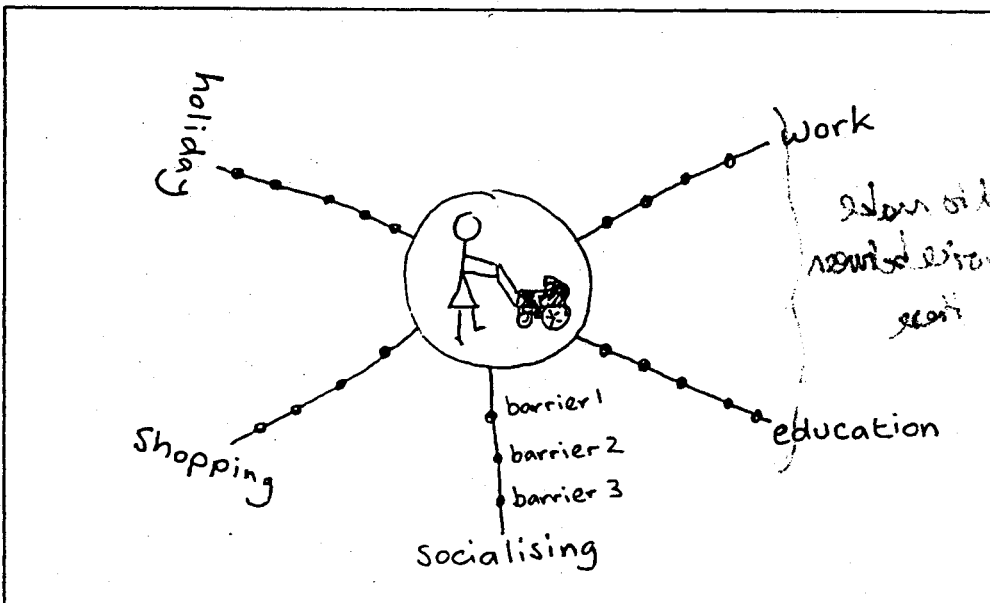 holiday
work
barrier 1
barrier 2
barrier 3
Shopping
education
Socialising